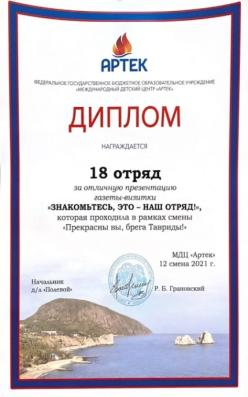 АРТЕК
ФЕДЕРАЛЬНОЕ ГОСУДАРСТВЕННОЕ БЮДЖЕТНОЕ ОБРАЗОВАТЕЛЬНОЕ УЧРЕЖДЕНИЕ
«МЕЖДУНАРОДНЫЙ ДЕТСКИЙ ЦЕНТР «АРТЕК»
ДИПЛОМ
НАГРАЖДАЕТСЯ
18 отряд
за отличную презентацию
газеты-визитки
«ЗНАКОМЬТЕСЬ, ЭТО – НАШ ОТРЯД!»,
которая проходила в рамках смены
«Прекрасны вы, брега Тавриды!»
МДЦ «Артек»
12 смена 2021 г.
Начальник
д/л «Полевой»
Р. Б. Грановский